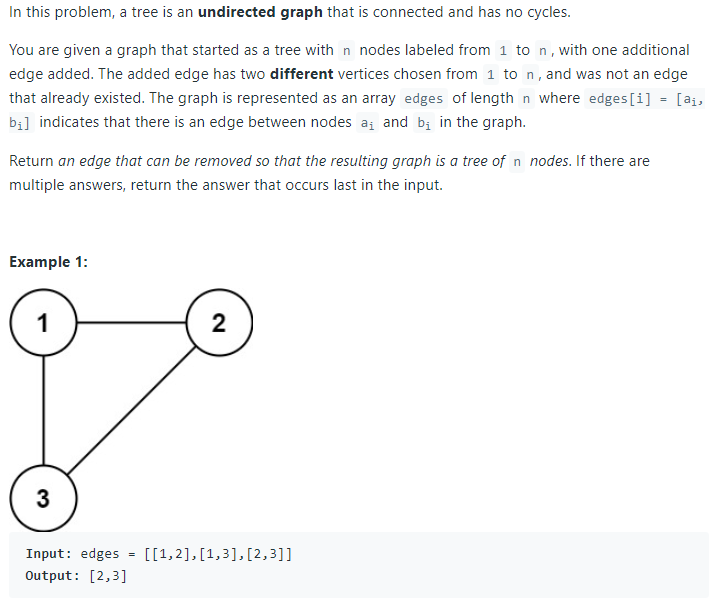 In this problem, a tree is an undirected graph that is connected and has no cycles.
You are given a graph that started as a tree with n nodes labeled from 1 to n, with one additional
edge added. The added edge has two different vertices chosen from 1 to n, and was not an edge
that already existed. The graph is represented as an array edges of length n where edges[i] = [aᵢ,
bᵢ] indicates that there is an edge between nodes aᵢ and bᵢ in the graph.
Return an edge that can be removed so that the resulting graph is a tree of n nodes. If there are
multiple answers, return the answer that occurs last in the input.
Example 1:
1
2
3
Input: edges = [[1,2],[1,3],[2,3]]
Output: [2,3]